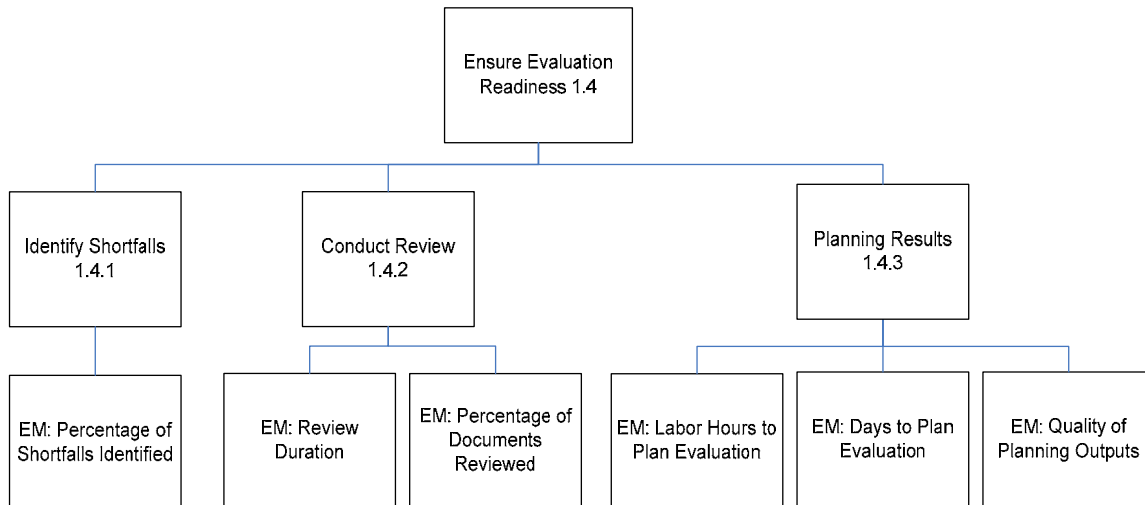 Ensure Evaluation
Readiness 1.4
Identify Shortfalls
1.4.1
Conduct Review
1.4.2
Planning Results
1.4.3
EM: Percentage of
Shortfalls Identified
EM: Review
Duration
EM: Percentage of
Documents
Reviewed
EM: Labor Hours to
Plan Evaluation
EM: Days to Plan
Evaluation
EM: Quality of
Planning Outputs